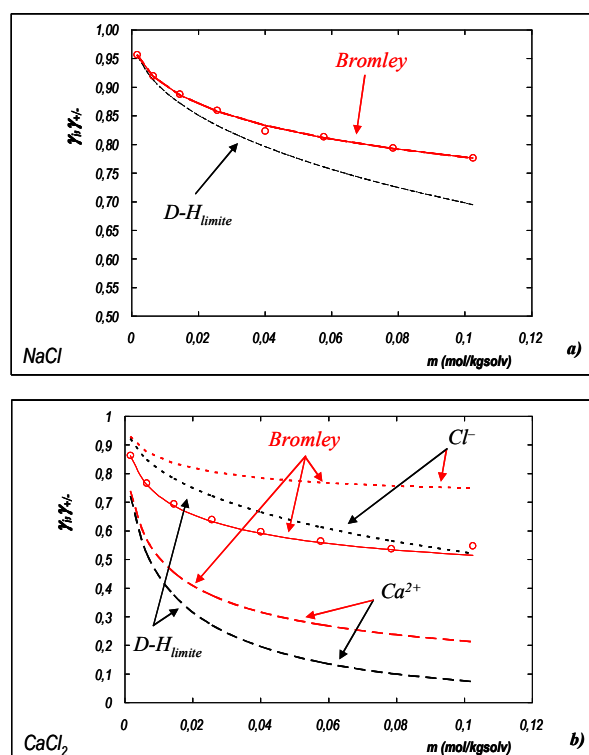 a)
1,00
0,95
0,90
0,85
0,80
0,75
0,70
0,65
0,60
0,55
0,50
γi, γ+/-
Bromley
D-Hlimite
0 0,02 0,04 0,06 0,08 0,1 0,12
NaCl
m (mol/kgsolv)
a)
1
0,9
0,8
0,7
0,6
0,5
0,4
0,3
0,2
0,1
0
γi, γ+/-
Bromley
Cl–
Ca2+
D-Hlimite
0 0,02 0,04 0,06 0,08 0,1 0,12
CaCl2
m (mol/kgsolv)
b)